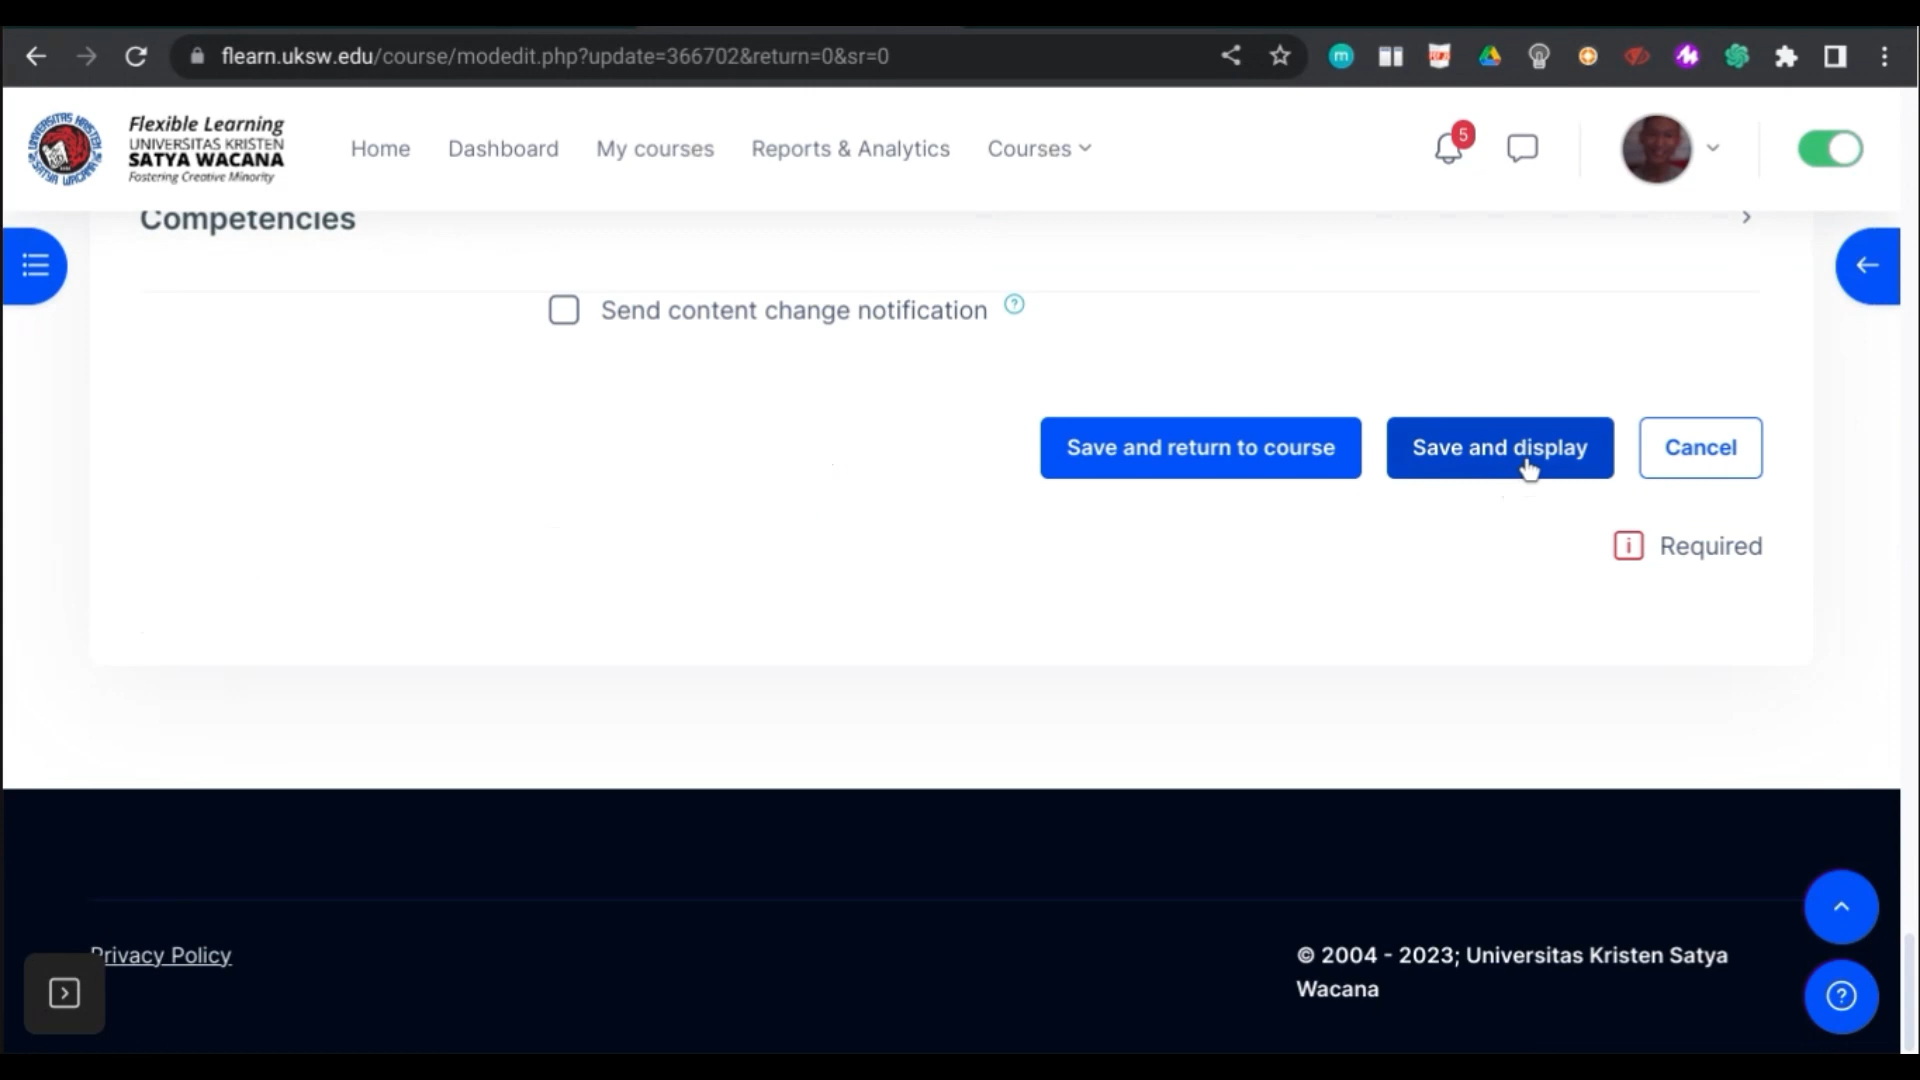 flearn.uksw.edu/course/modedit.php?update=366702&return=0&sr=0
m
Flexible Learning
UNIVERSITAS KRISTEN
SATYA WACANA
Fostering Creative Minority
Home
Dashboard
My courses
Reports & Analytics
Courses
5
Competencies
Send content change notification
Save and return to course
Save and display
Cancel
Required
Privacy Policy
© 2004 - 2023; Universitas Kristen Satya
Wacana